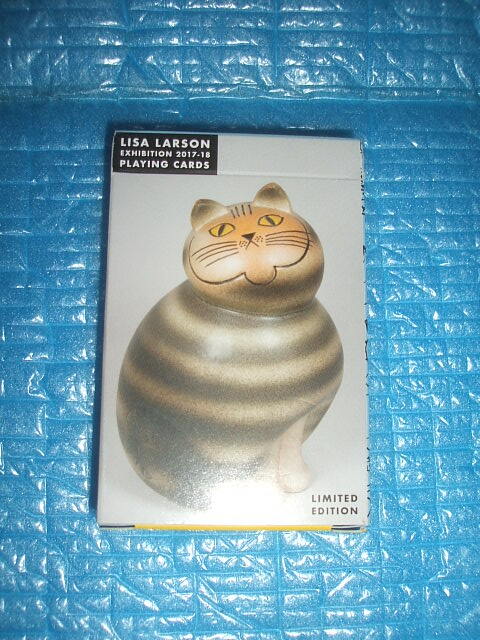 LISA LARSON
EXHIBITION 2017-18
PLAYING CARDS
LIMITED
EDITION